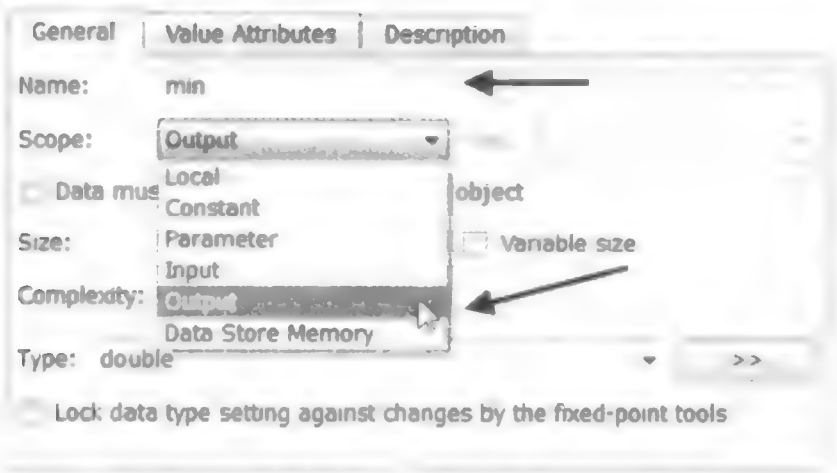 General Value Attributes Description
Name: min
Scope: Output
Local
Data mus object
Constant
Size: Parameter Variable size
Input
Complexity: Output
Data Store Memory
Type: double >>
Lock data type setting against changes by the fixed-point tools